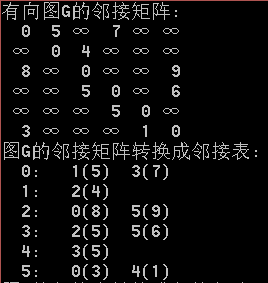 有向图G的邻接矩阵:
0 5 ∞ 7 ∞ ∞
∞ 0 4 ∞ ∞ ∞
8 ∞ 0 ∞ ∞ 9
∞ ∞ 5 0 ∞ 6
∞ ∞ ∞ 5 0 ∞
3 ∞ ∞ ∞ 1 0
图G的邻接矩阵转换成邻接表:
0: 1(5) 3(7)
1: 2(4)
2: 0(8) 5(9)
3: 2(5) 5(6)
4: 3(5)
5: 0(3) 4(1)